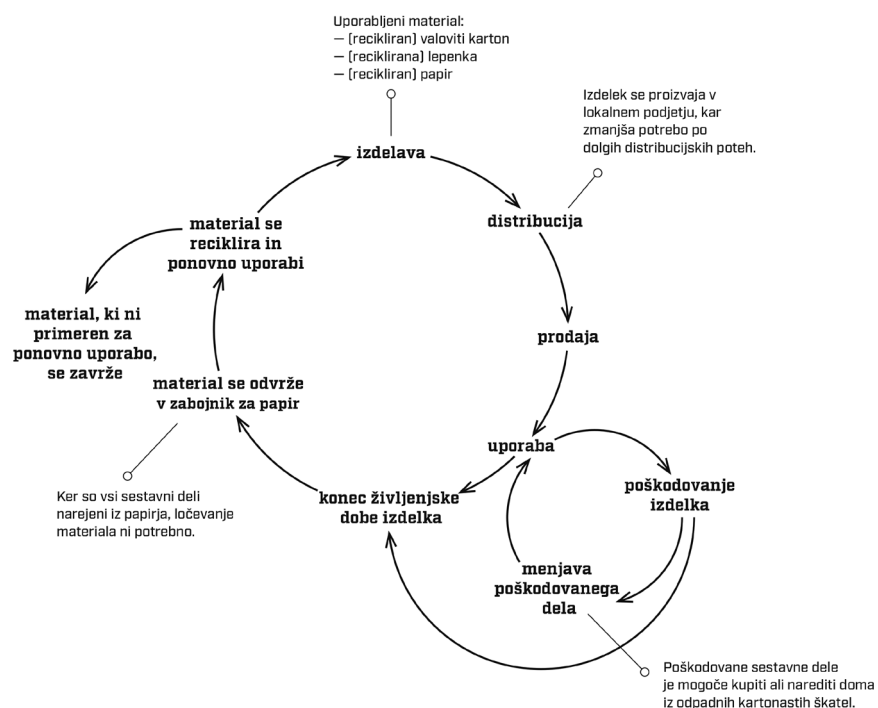 Uporabljeni material:
— (recikliran) valoviti karton
— (reciklirana) lepenka
— (recikliran) papir
Izdelek se proizvaja v
lokalnem podjetju, kar
zmanjša potrebo po
dolgih distribucijskih poteh.
izdelava
distribucija
prodaja
uporaba
poškodovanje
izdelka
menjava
poškodovanega
dela
Poškodovane sestavne dele
je mogoče kupiti ali narediti doma
iz odpadnih kartonastih škatel.
konec življenjske
dobe izdelka
material se odvrže
v zabojnik za papir
Ker so vsi sestavni deli
narejeni iz papirja, ločevanje
materiala ni potrebno.
material se
reciklira in
ponovno uporabi
material, ki ni
primeren za
ponovno uporabo,
se zavrže